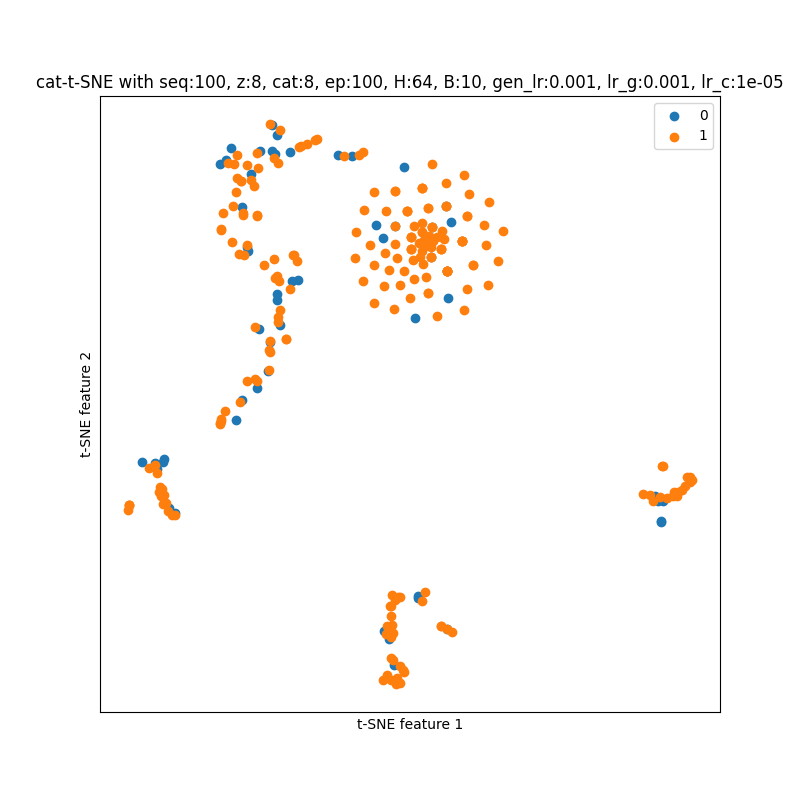 cat-t-SNE with seq:100, z:8, cat:8, ep:100, H:64, B:10, gen_lr:0.001, lr_g:0.001, lr_c:1e-05
0
1
t-SNE feature 2
t-SNE feature 1